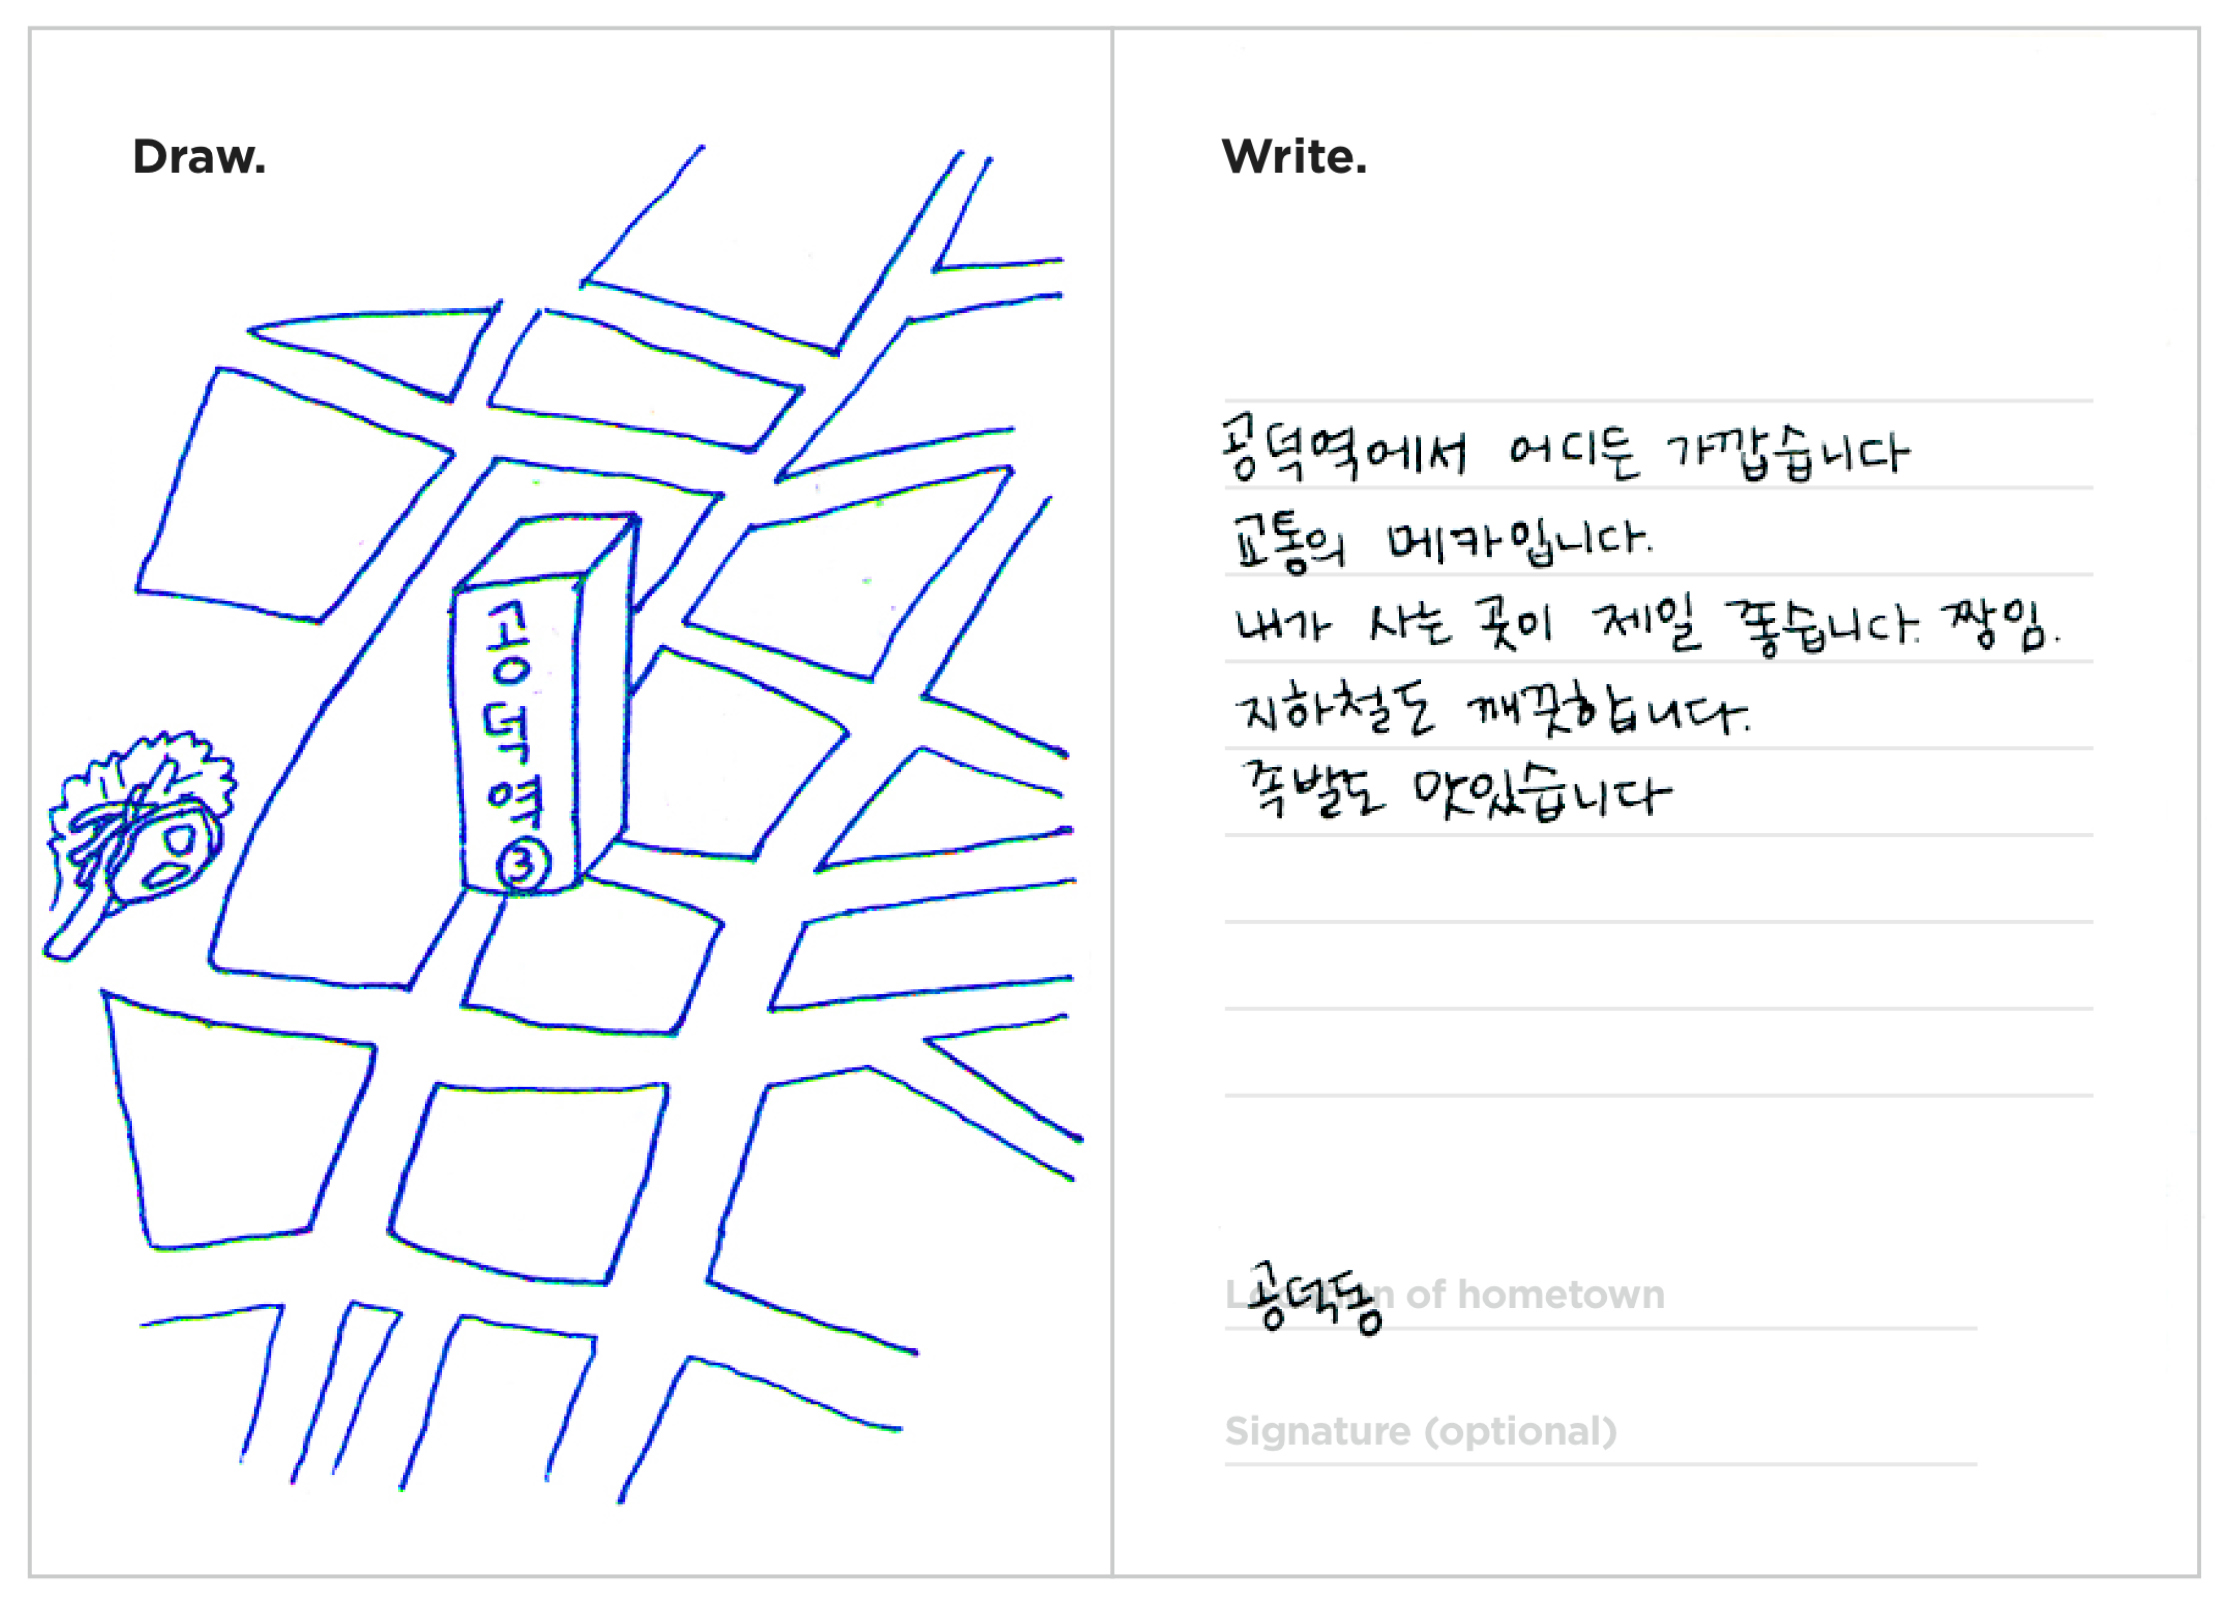 Draw.
공덕역
③
Write.
공덕역에서 어디든 가깝습니다
교통의 메카입니다.
내가 사는 곳이 제일 좋습니다. 짱임.
지하철도 깨끗합니다.
족발도 맛있습니다
Location of hometown
공덕동
Signature (optional)